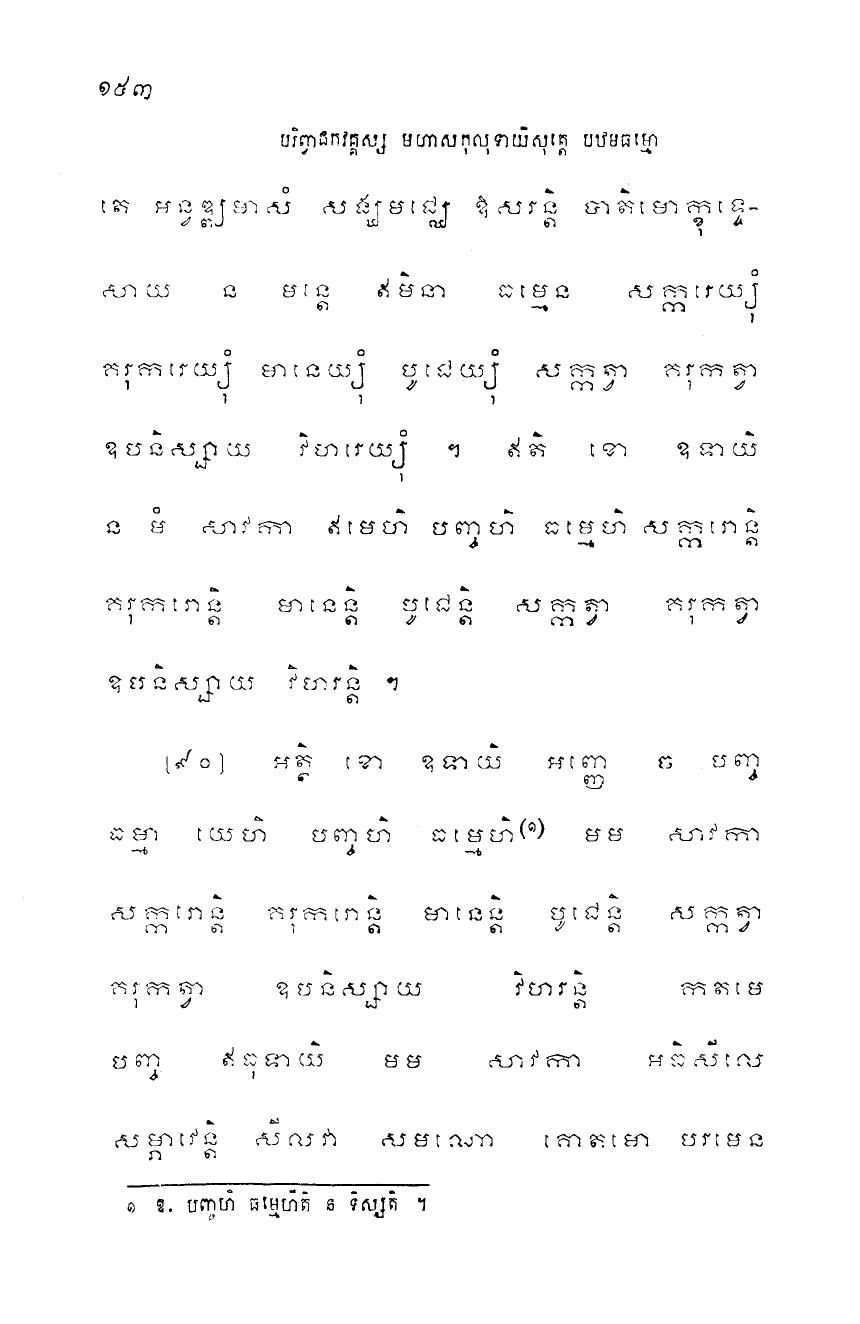 ១៥៣
បរិញ្វជិកវគ្គស្ស មហាសកុលុទាយិសុត្តេ បឋមធម្មោ
តេ អន្វឌ្ឍមាសំ សង្ឃមជ្ឈេ ឱសរន្តិ បាតិមោក្ខុទ្ទេ-
សាយ ន មន្តេ ឥមិនា ធម្មេន សក្ករេយ្យុំ
គរុករេយ្យុំ មានេយ្យុំ បូជេយ្យុំ សក្កត្វា គរុកត្វា
ឧបនិស្សាយ វិហរេយ្យុំ ។ ឥតិ ខោ ឧទាយិ
ន មំ សាវកា ឥមេហិ បញ្ចហិ ធម្មេហិ សក្ករោន្តិ
គរុករោន្តិ មានេន្តិ បូជេន្តិ សក្កត្វា គរុកត្វា
ឧបនិស្សាយ វិហរន្តិ ។
[៩០] អត្ថិ ខោ ឧទាយិ អញ្ញេ ច បញ្ច
ធម្មា យេហិ បញ្ចហិ ធម្មេហិ(១) មម សាវកា
សក្ករោន្តិ គរុករោន្តិ មានេន្តិ បូជេន្តិ សក្កត្វា
គរុកត្វា ឧបនិស្សាយ វិហរន្តិ កតមេ
បញ្ច ឥធុទាយិ មម សាវកា អធិសីលេ
សម្ភាវេន្តិ សីលវា សមណោ គោតមោ បរមេន
១ ឱ. បញ្ចហិ ធម្មេហីតិ ន ទិស្សតិ ។